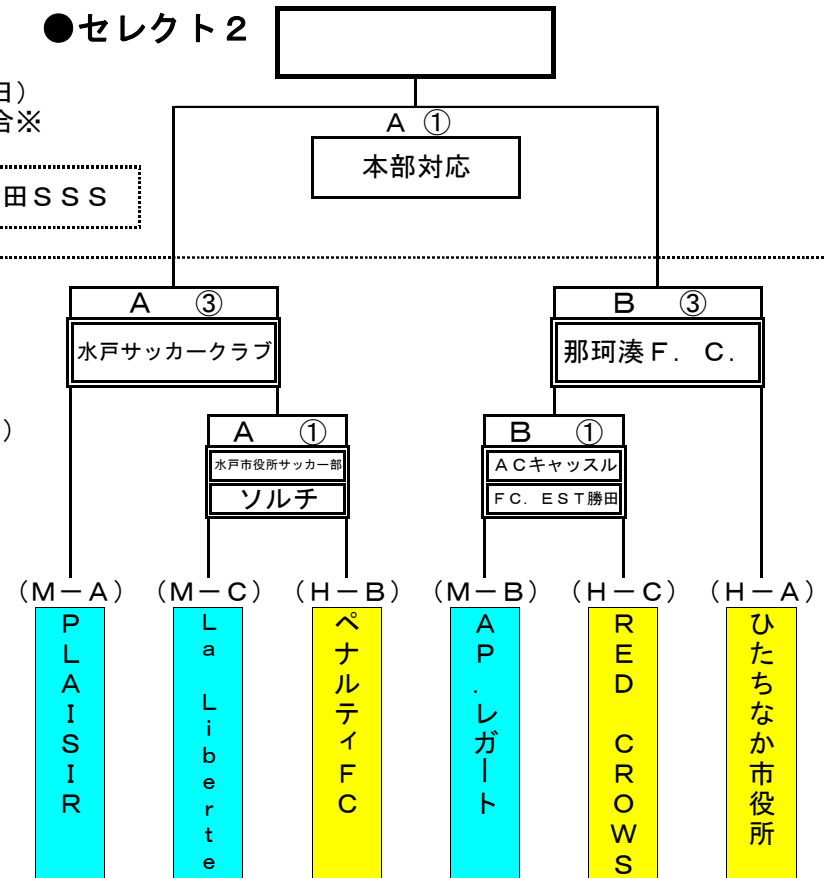 ●セレクト２
日）
合※
A ①
本部対応
田ＳＳＳ
A ③
B ③
水戸サッカークラブ
那珂湊Ｆ．Ｃ．
）
A ①
B ①
水戸市役所サッカー部
ソルチ
ＡＣキャッスル
ＦＣ．ＥＳＴ勝田
（Ｍ－Ａ）
（Ｍ－Ｃ）
（Ｈ－Ｂ）
（Ｍ－Ｂ）
（Ｈ－Ｃ）
（Ｈ－Ａ）
ＰＬＡＩＳＩＲ
Ｌａ Ｌｉｂｅｒｔｅ
ペナルティＦＣ
ＡＰ．レガート
ＲＥＤ ＣＲＯＷＳ
ひたちなか市役所